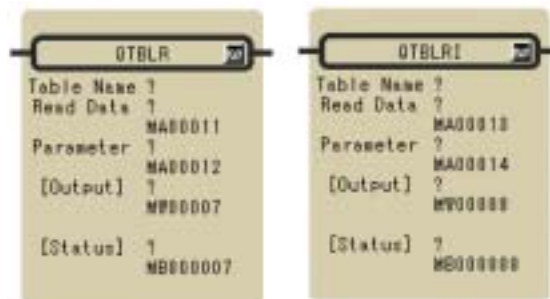 QTBLR
Table Name ?
Read Data ?
MA00011
Parameter ?
MA00012
[Output] ?
MW00007
[Status] ?
MB000007
QTBLRI
Table Name ?
Read Data ?
MA00013
Parameter ?
MA00014
[Output] ?
MW00008
[Status] ?
MB000008